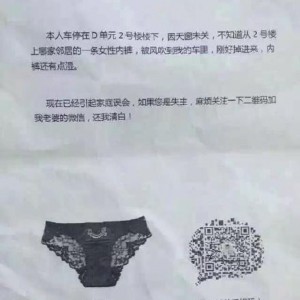 本人车停在D单元2号楼楼下，因天窗未关，不知道从2号楼
上哪家邻居的一条女性内裤，被风吹到我的车里，刚好掉进来，内
裤还有点湿。
现在已经引起家庭误会，如果您是失主，麻烦关注一下二维码加
我老婆的微信，还我清白！